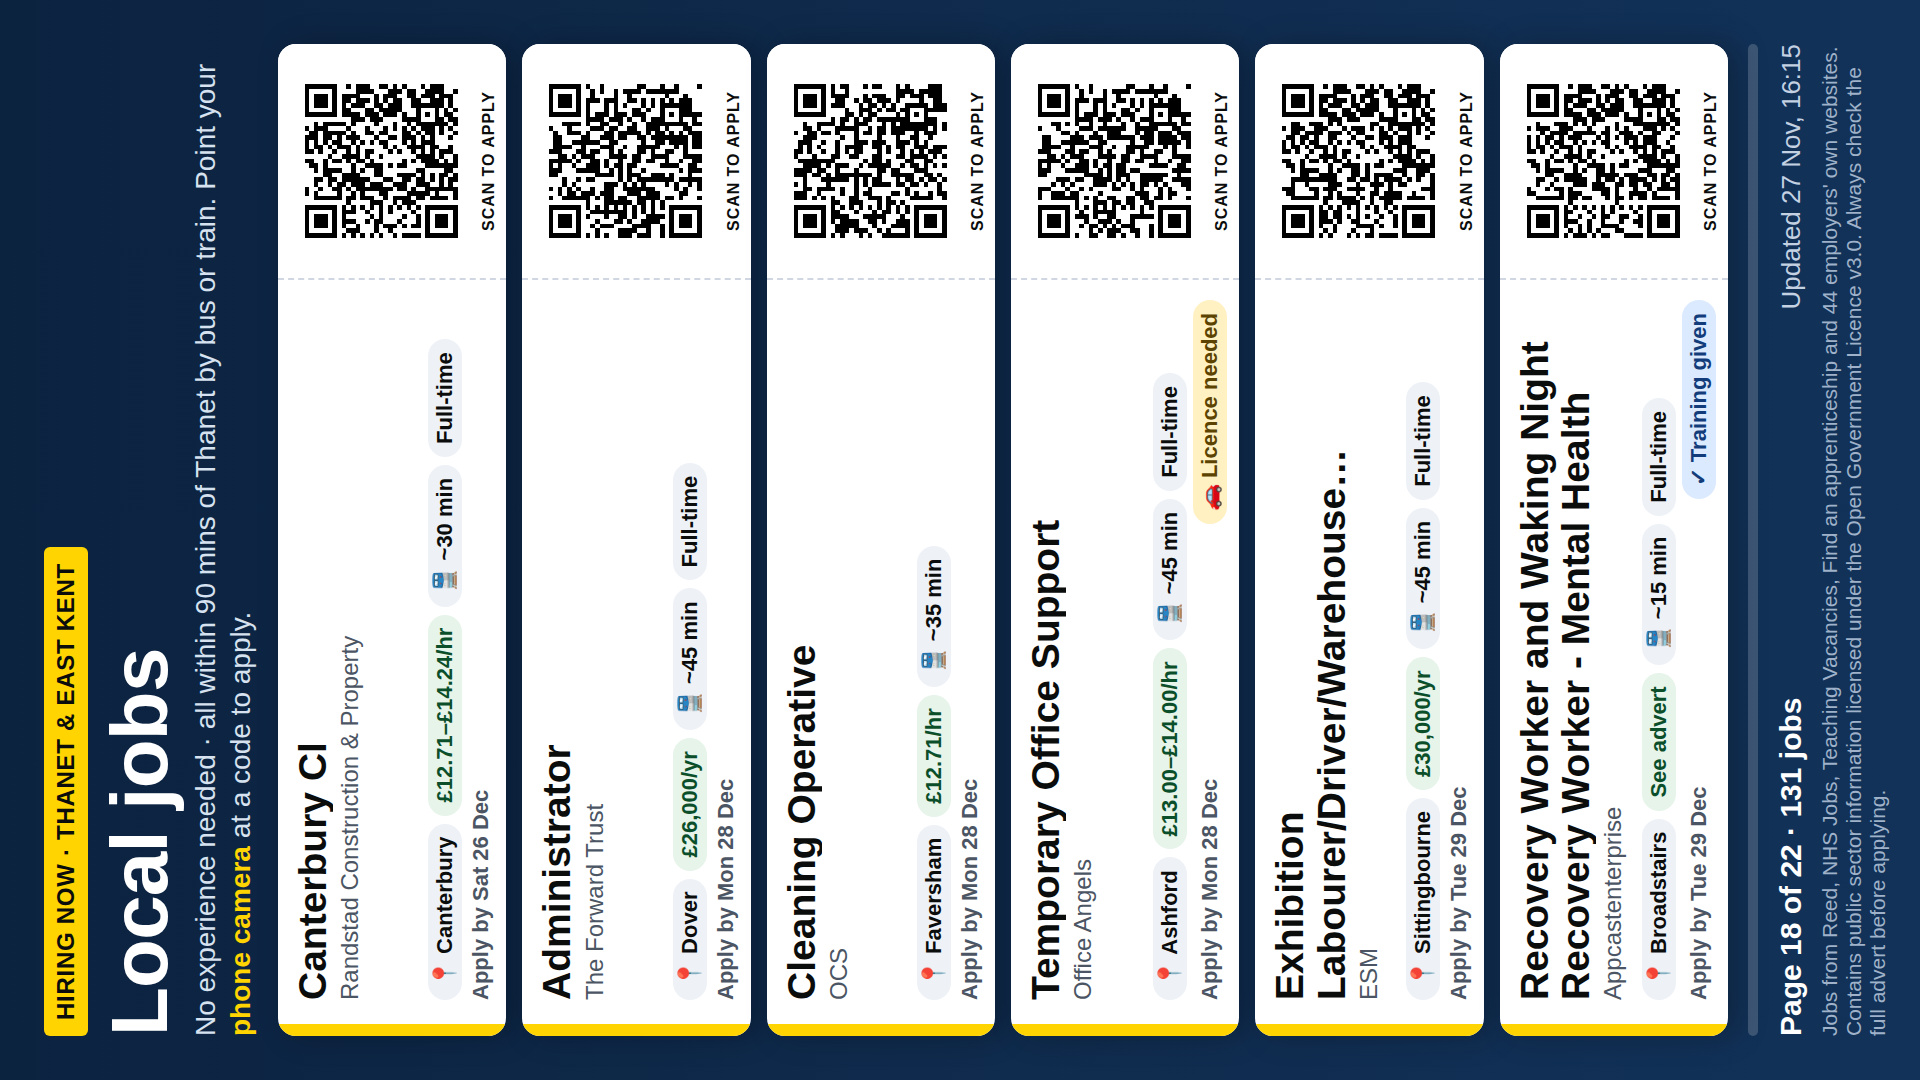 HIRING NOW · THANET & EAST KENT
Local jobs
No experience needed · all within 90 mins of Thanet by bus or train. Point your
phone camera at a code to apply.
Canterbury CI
Randstad Construction & Property
📍 Canterbury £12.71–£14.24/hr 🚆 ~30 min Full-time
Apply by Sat 26 Dec
SCAN TO APPLY
Administrator
The Forward Trust
📍 Dover £26,000/yr 🚆 ~45 min Full-time
Apply by Mon 28 Dec
SCAN TO APPLY
Cleaning Operative
OCS
📍 Faversham £12.71/hr 🚆 ~35 min
Apply by Mon 28 Dec
SCAN TO APPLY
Temporary Office Support
Office Angels
📍 Ashford £13.00–£14.00/hr 🚆 ~45 min Full-time
Apply by Mon 28 Dec 🚗 Licence needed
SCAN TO APPLY
Exhibition
Labourer/Driver/Warehouse…
ESM
📍 Sittingbourne £30,000/yr 🚆 ~45 min Full-time
Apply by Tue 29 Dec
SCAN TO APPLY
Recovery Worker and Waking Night
Recovery Worker - Mental Health
Appcastenterprise
📍 Broadstairs See advert 🚆 ~15 min Full-time
Apply by Tue 29 Dec ✓ Training given
SCAN TO APPLY
Page 18 of 22 · 131 jobs Updated 27 Nov, 16:15
Jobs from Reed, NHS Jobs, Teaching Vacancies, Find an apprenticeship and 44 employers' own websites.
Contains public sector information licensed under the Open Government Licence v3.0. Always check the
full advert before applying.